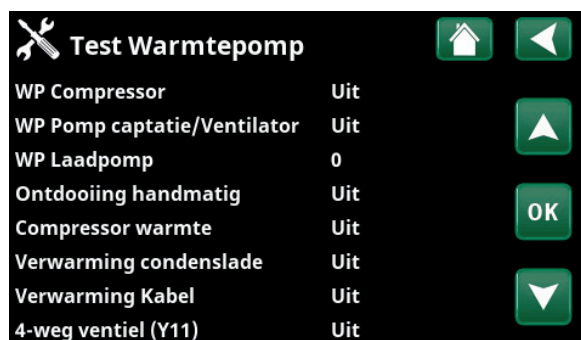 Test Warmtepomp
WP Compressor Uit
WP Pomp captatie/Ventilator Uit
WP Laadpomp 0
Ontdooiing handmatig Uit
OK
Compressor warmte Uit
Verwarming condenslade Uit
Verwarming Kabel Uit
4-weg ventiel (Y11) Uit